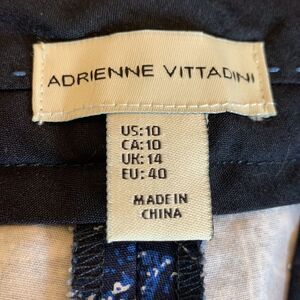 ADRIENNE VITTADINI
US: 10
CA: 10
UK: 14
EU: 40
MADE IN
CHINA